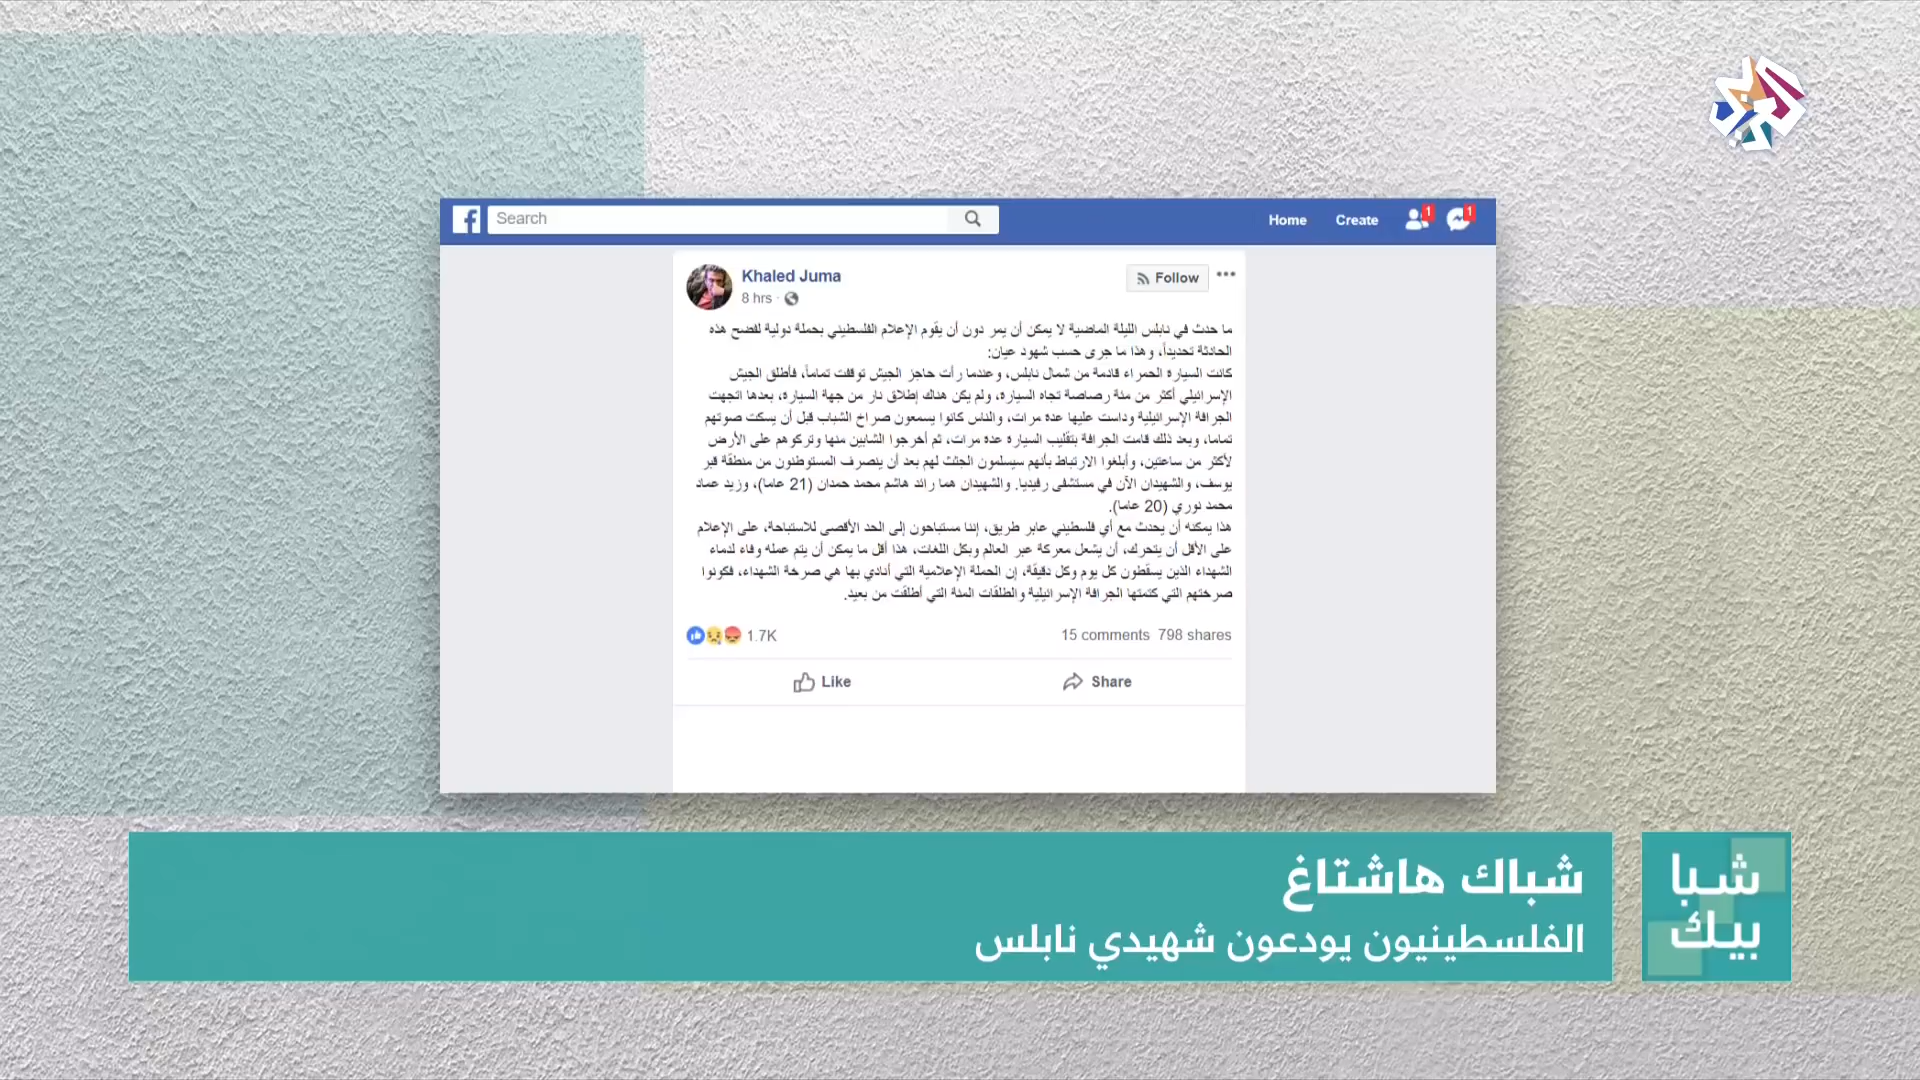 Search
Home
Create
1
1
Khaled Juma
8 hrs ·
Follow
ما حدث في نابلس الليلة الماضية لا يمكن أن يمر دون أن يقوم الإعلام الفلسطيني بحملة دولية لفضح هذه
الحادثة تحديداً، وهذا ما جرى حسب شهود عيان:
كانت السيارة الحمراء قادمة من شمال نابلس، وعندما رأت حاجز الجيش توقفت تماماً، فأطلق الجيش
الإسرائيلي أكثر من مئة رصاصة تجاه السيارة، ولم يكن هناك إطلاق نار من جهة السيارة، بعدها اتجهت
الجرافة الإسرائيلية وداست عليها عدة مرات، والناس كانوا يسمعون صراخ الشباب قبل أن يسكت صوتهم
تماما، وبعد ذلك قامت الجرافة بتقليب السيارة عدة مرات، ثم أخرجوا الشابين منها وتركوهم على الأرض
لأكثر من ساعتين، وأبلغوا الارتباط بأنهم سيسلمون الجثث لهم بعد أن ينصرف المستوطنون من منطقة قبر
يوسف، والشهيدان الآن في مستشفى رفيديا. والشهيدان هما رائد هاشم محمد حمدان (21 عاما)، وزيد عماد
محمد نوري (20 عاما).
هذا يمكنه أن يحدث مع أي فلسطيني عابر طريق، إننا مستباحون إلى الحد الأقصى للاستباحة، على الإعلام
على الأقل أن يتحرك، أن يشعل معركة عبر العالم وبكل اللغات، هذا أقل ما يمكن أن يتم عمله وفاء لدماء
الشهداء الذين يسقطون كل يوم وكل دقيقة، إن الحملة الإعلامية التي أنادي بها هي صرخة الشهداء، فكونوا
صرختهم التي كتمتها الجرافة الإسرائيلية والطلقات المئة التي أطلقت من بعيد.
1.7K
15 comments 798 shares
Like
Share
شباك هاشتاغ
الفلسطينيون يودعون شهيدي نابلس
شبا
بيك